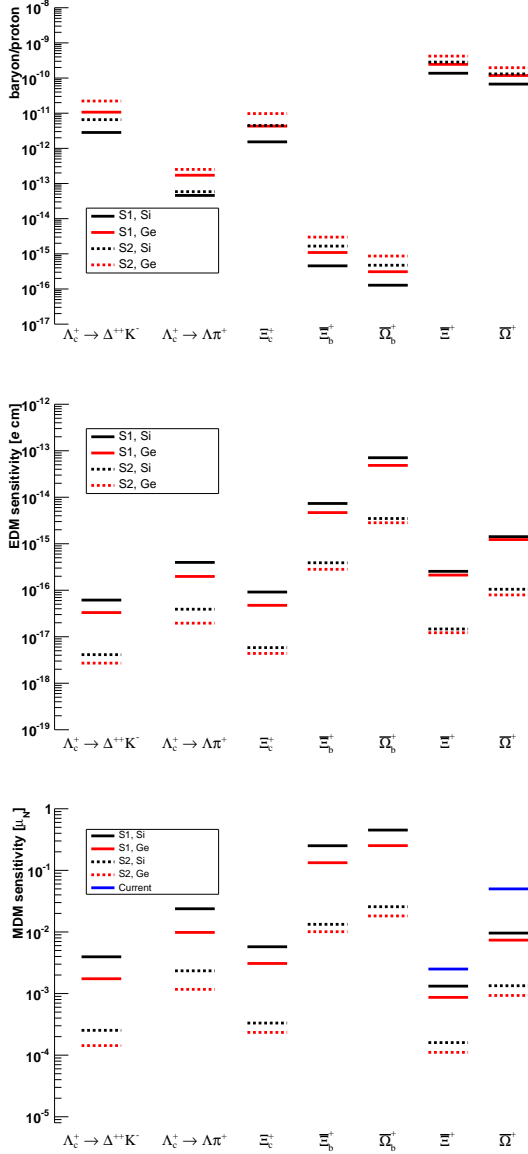 baryon/proton
10⁻⁸
10⁻⁹
10⁻¹⁰
10⁻¹¹
10⁻¹²
10⁻¹³
10⁻¹⁴
10⁻¹⁵
10⁻¹⁶
10⁻¹⁷
S1, Si
S1, Ge
S2, Si
S2, Ge
Λc⁺ → Δ⁺⁺K⁻ Λc⁺ → Λπ⁺ Ξc⁺ Ξ̅b⁺ Ω̅b⁺ Ξ̅⁺ Ω̅⁺
EDM sensitivity [e cm]
10⁻¹²
10⁻¹³
10⁻¹⁴
10⁻¹⁵
10⁻¹⁶
10⁻¹⁷
10⁻¹⁸
10⁻¹⁹
S1, Si
S1, Ge
S2, Si
S2, Ge
Λc⁺ → Δ⁺⁺K⁻ Λc⁺ → Λπ⁺ Ξc⁺ Ξ̅b⁺ Ω̅b⁺ Ξ̅⁺ Ω̅⁺
MDM sensitivity [μN]
1
10⁻¹
10⁻²
10⁻³
10⁻⁴
10⁻⁵
S1, Si
S1, Ge
S2, Si
S2, Ge
Current
Λc⁺ → Δ⁺⁺K⁻ Λc⁺ → Λπ⁺ Ξc⁺ Ξ̅b⁺ Ω̅b⁺ Ξ̅⁺ Ω̅⁺